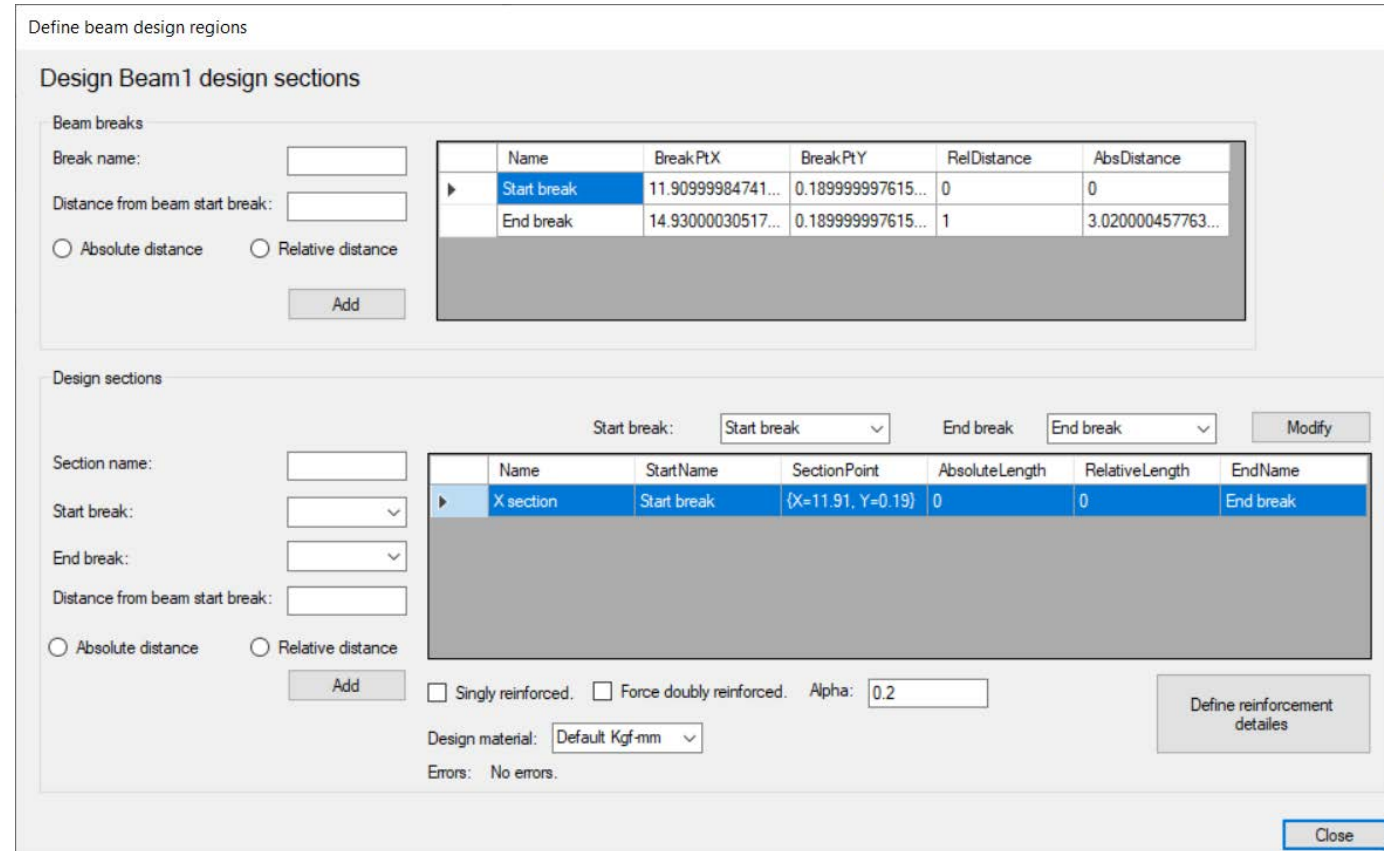 Define beam design regions
Design Beam1 design sections
Beam breaks
Break name:
Distance from beam start break:
Absolute distance Relative distance
Add
Name BreakPtX BreakPtY RelDistance AbsDistance
Start break 11.90999984741... 0.189999997615... 0 0
End break 14.93000030517... 0.189999997615... 1 3.020000457763...
Design sections
Start break: Start break End break End break Modify
Section name:
Start break:
End break:
Distance from beam start break:
Absolute distance Relative distance
Add
Name StartName SectionPoint AbsoluteLength RelativeLength EndName
X section Start break {X=11.91, Y=0.19} 0 0 End break
Singly reinforced. Force doubly reinforced. Alpha: 0.2
Define reinforcement
detailes
Design material: Default Kgf-mm
Errors: No errors.
Close